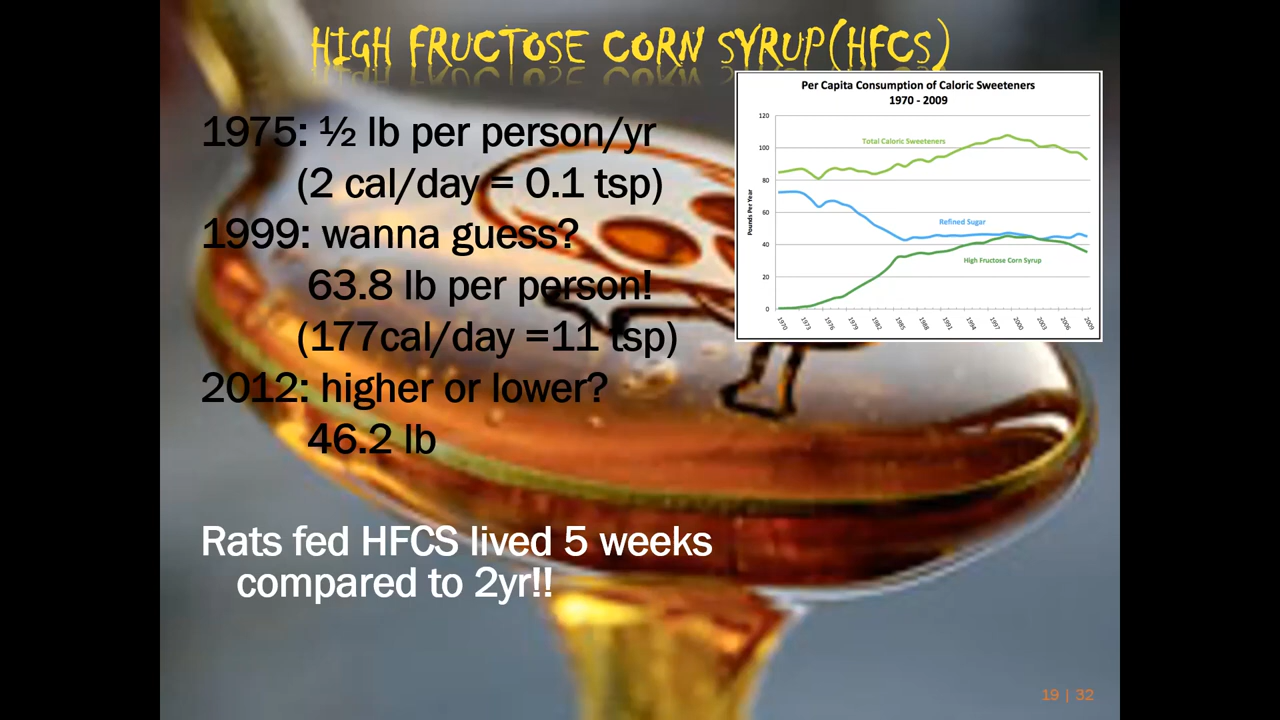 HIGH FRUCTOSE CORN SYRUP(HFCS)
1975: ½ lb per person/yr
(2 cal/day = 0.1 tsp)
1999: wanna guess?
63.8 lb per person!
(177cal/day =11 tsp)
2012: higher or lower?
46.2 lb
Rats fed HFCS lived 5 weeks
compared to 2yr!!
Per Capita Consumption of Caloric Sweeteners
1970 - 2009
Pounds Per Year
120
100
80
60
40
20
0
Total Caloric Sweeteners
Refined Sugar
High Fructose Corn Syrup
1970
1973
1976
1979
1982
1985
1988
1991
1994
1997
2000
2003
2006
2009
19 | 32